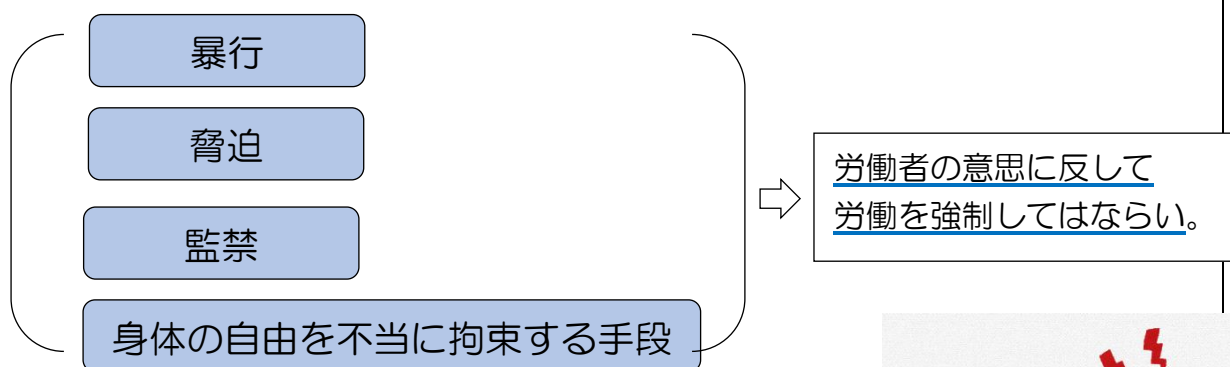 暴行
脅迫
監禁
身体の自由を不当に拘束する手段
労働者の意思に反して
労働を強制してはならい。